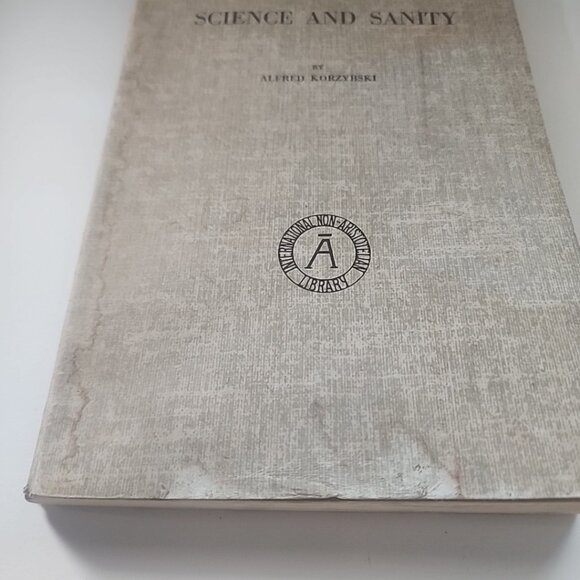 SCIENCE AND SANITY
BY
ALFRED KORZYBSKI
INTERNATIONAL NON-ARISTOTELIAN
Ā
LIBRARY